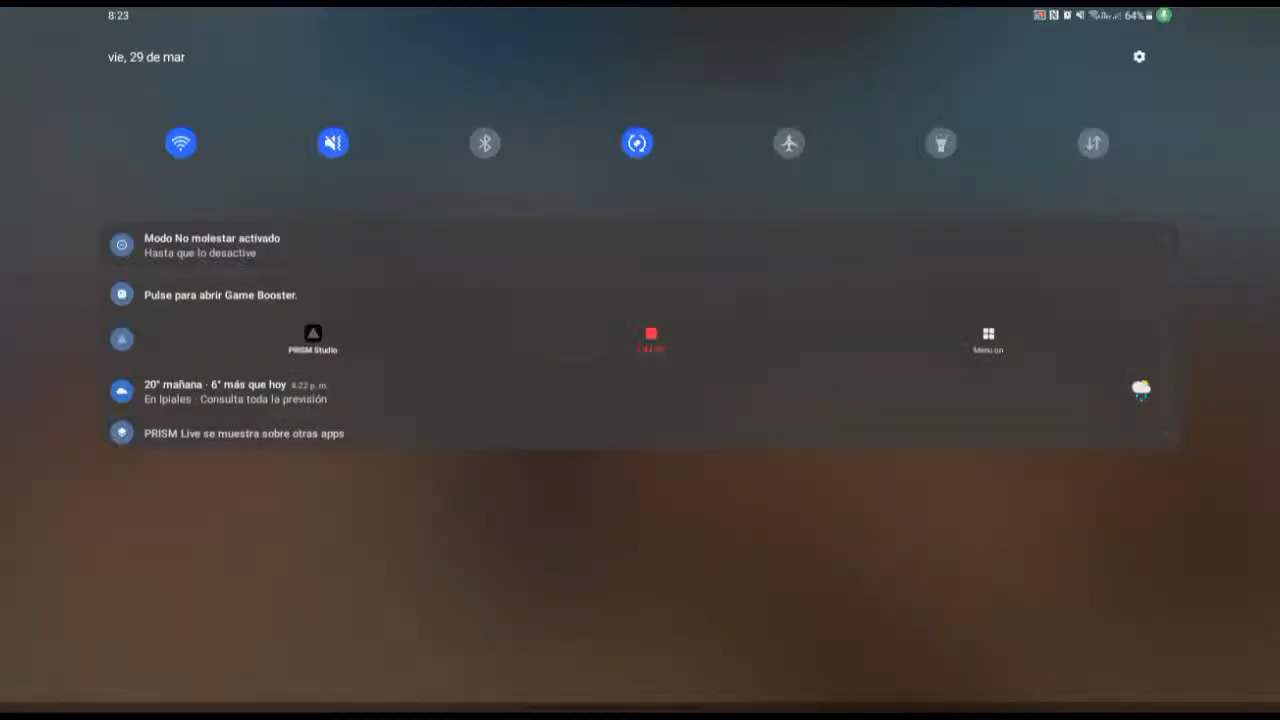 8:23
64%
vie, 29 de mar
Modo No molestar activado
Hasta que lo desactive
Pulse para abrir Game Booster.
PRISM Studio
Menu on
20° mañana · 6° más que hoy 8:22 p. m.
En Ipiales · Consulta toda la previsión
PRISM Live se muestra sobre otras apps